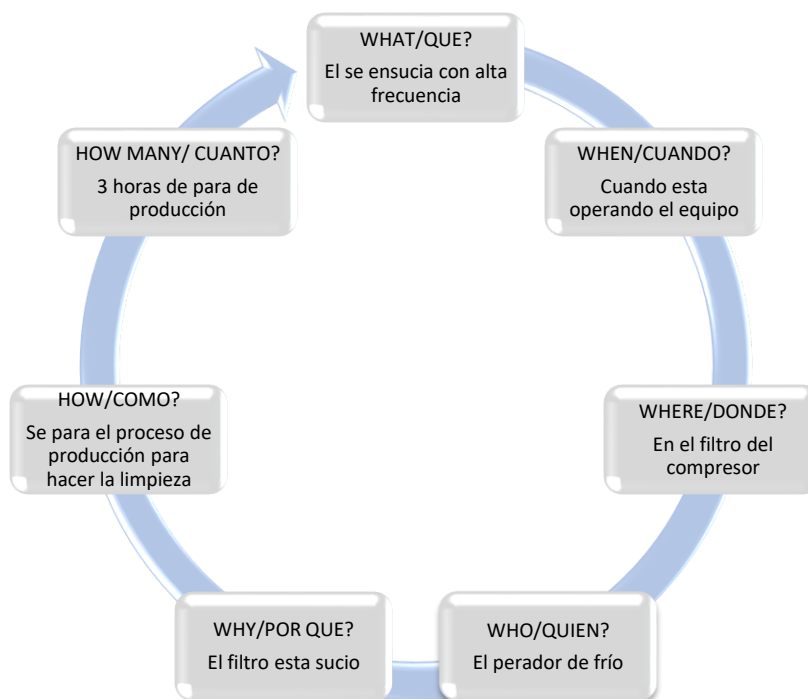 WHAT/QUE?
El se ensucia con alta
frecuencia
WHEN/CUANDO?
Cuando esta
operando el equipo
WHERE/DONDE?
En el filtro del
compresor
WHO/QUIEN?
El perador de frío
WHY/POR QUE?
El filtro esta sucio
HOW/COMO?
Se para el proceso de
producción para
hacer la limpieza
HOW MANY/ CUANTO?
3 horas de para de
producción